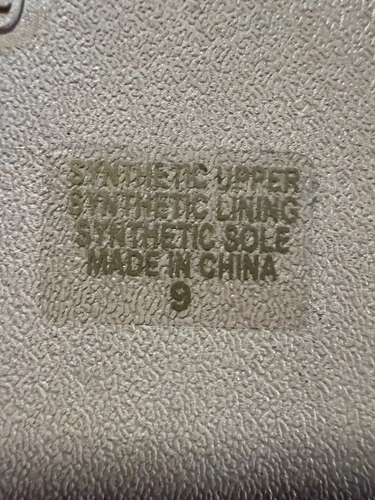 SYNTHETIC UPPER
SYNTHETIC LINING
SYNTHETIC SOLE
MADE IN CHINA
9